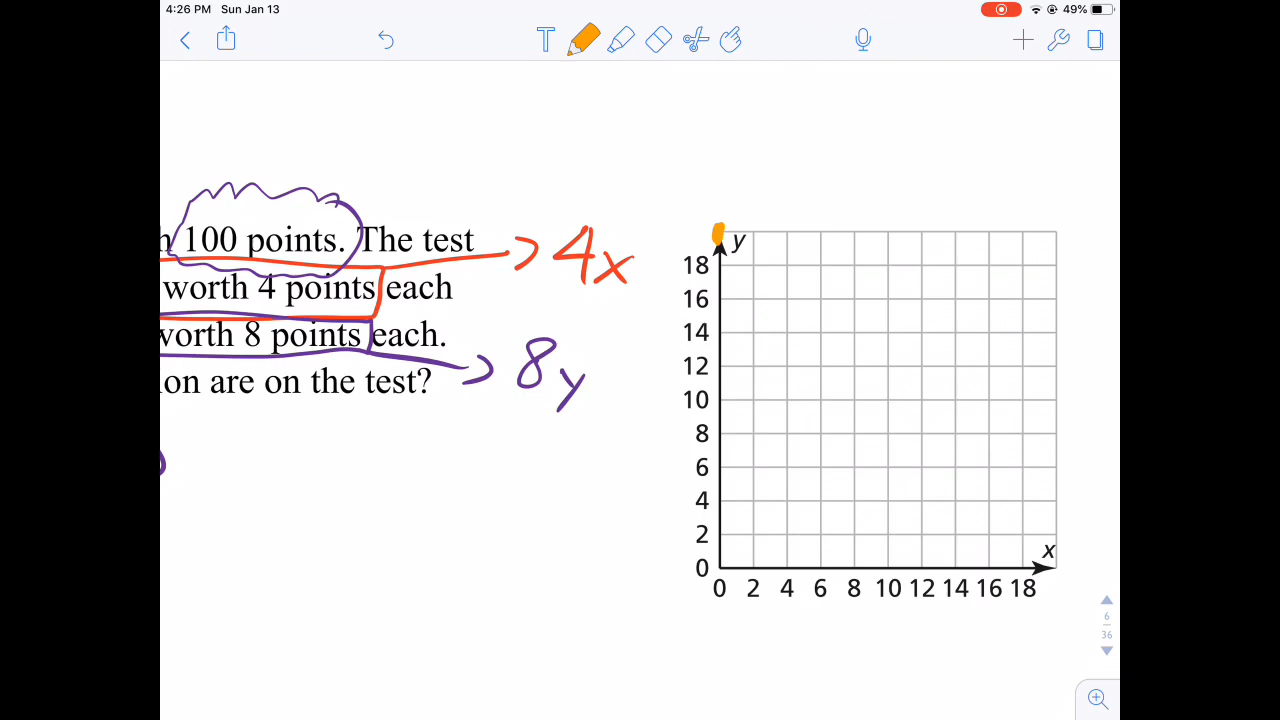 4:26 PM Sun Jan 13
49%
T
h 100 points. The test
4x
worth 4 points each
worth 8 points each.
8y
ion are on the test?
y
18
16
14
12
10
8
6
4
2
0
x
0 2 4 6 8 10 12 14 16 18
6
36